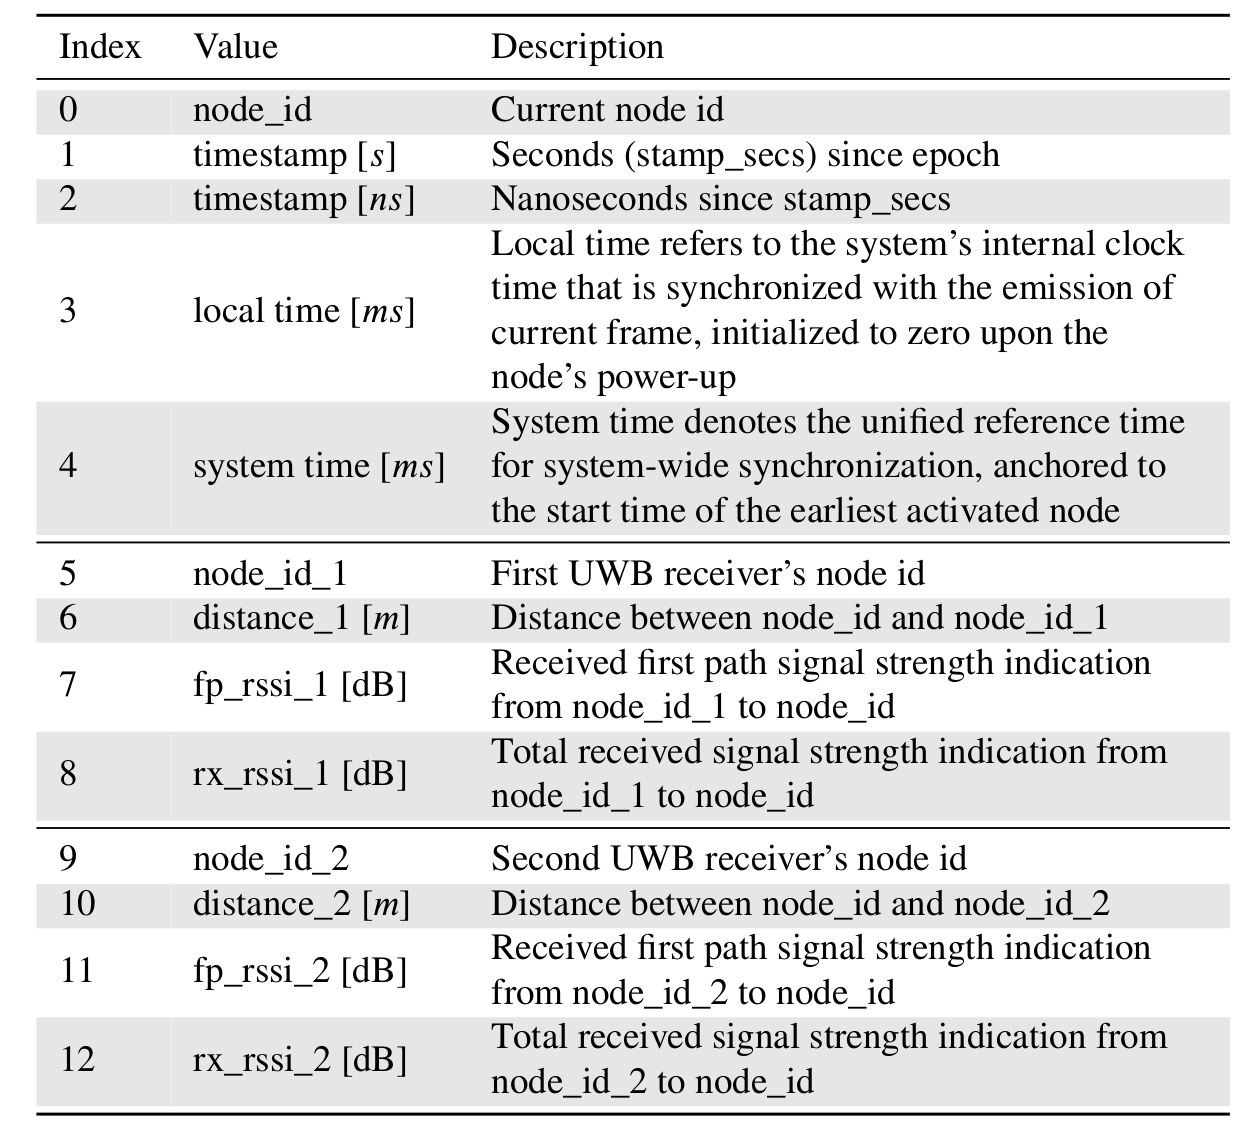 Index Value Description
0 node_id Current node id
1 timestamp [s] Seconds (stamp_secs) since epoch
2 timestamp [ns] Nanoseconds since stamp_secs
3 local time [ms] Local time refers to the system’s internal clock
time that is synchronized with the emission of
current frame, initialized to zero upon the
node’s power-up
4 system time [ms] System time denotes the unified reference time
for system-wide synchronization, anchored to
the start time of the earliest activated node
5 node_id_1 First UWB receiver’s node id
6 distance_1 [m] Distance between node_id and node_id_1
7 fp_rssi_1 [dB] Received first path signal strength indication
from node_id_1 to node_id
8 rx_rssi_1 [dB] Total received signal strength indication from
node_id_1 to node_id
9 node_id_2 Second UWB receiver’s node id
10 distance_2 [m] Distance between node_id and node_id_2
11 fp_rssi_2 [dB] Received first path signal strength indication
from node_id_2 to node_id
12 rx_rssi_2 [dB] Total received signal strength indication from
node_id_2 to node_id